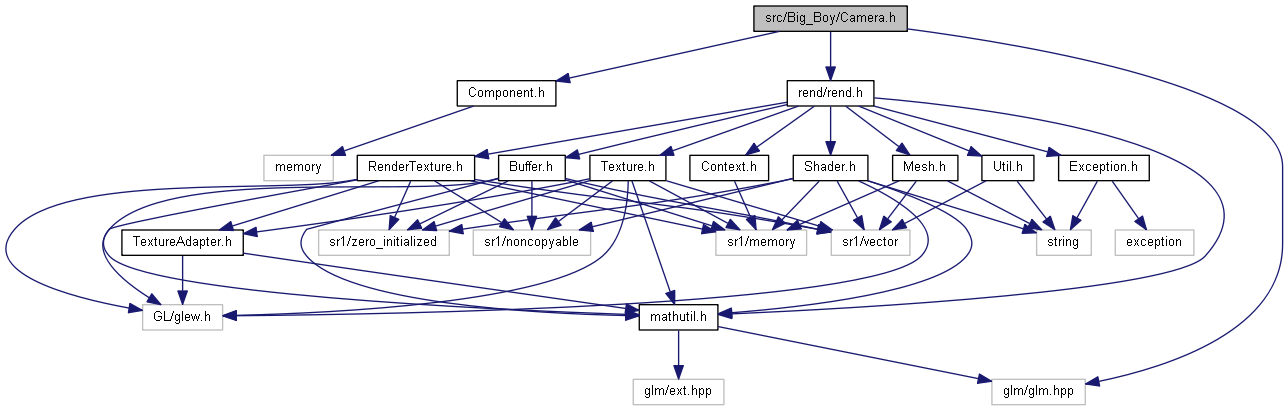 src/Big_Boy/Camera.h
Component.h
rend/rend.h
memory
RenderTexture.h
Buffer.h
Texture.h
Context.h
Shader.h
Mesh.h
Util.h
Exception.h
TextureAdapter.h
sr1/zero_initialized
sr1/noncopyable
sr1/memory
sr1/vector
string
exception
GL/glew.h
mathutil.h
glm/ext.hpp
glm/glm.hpp